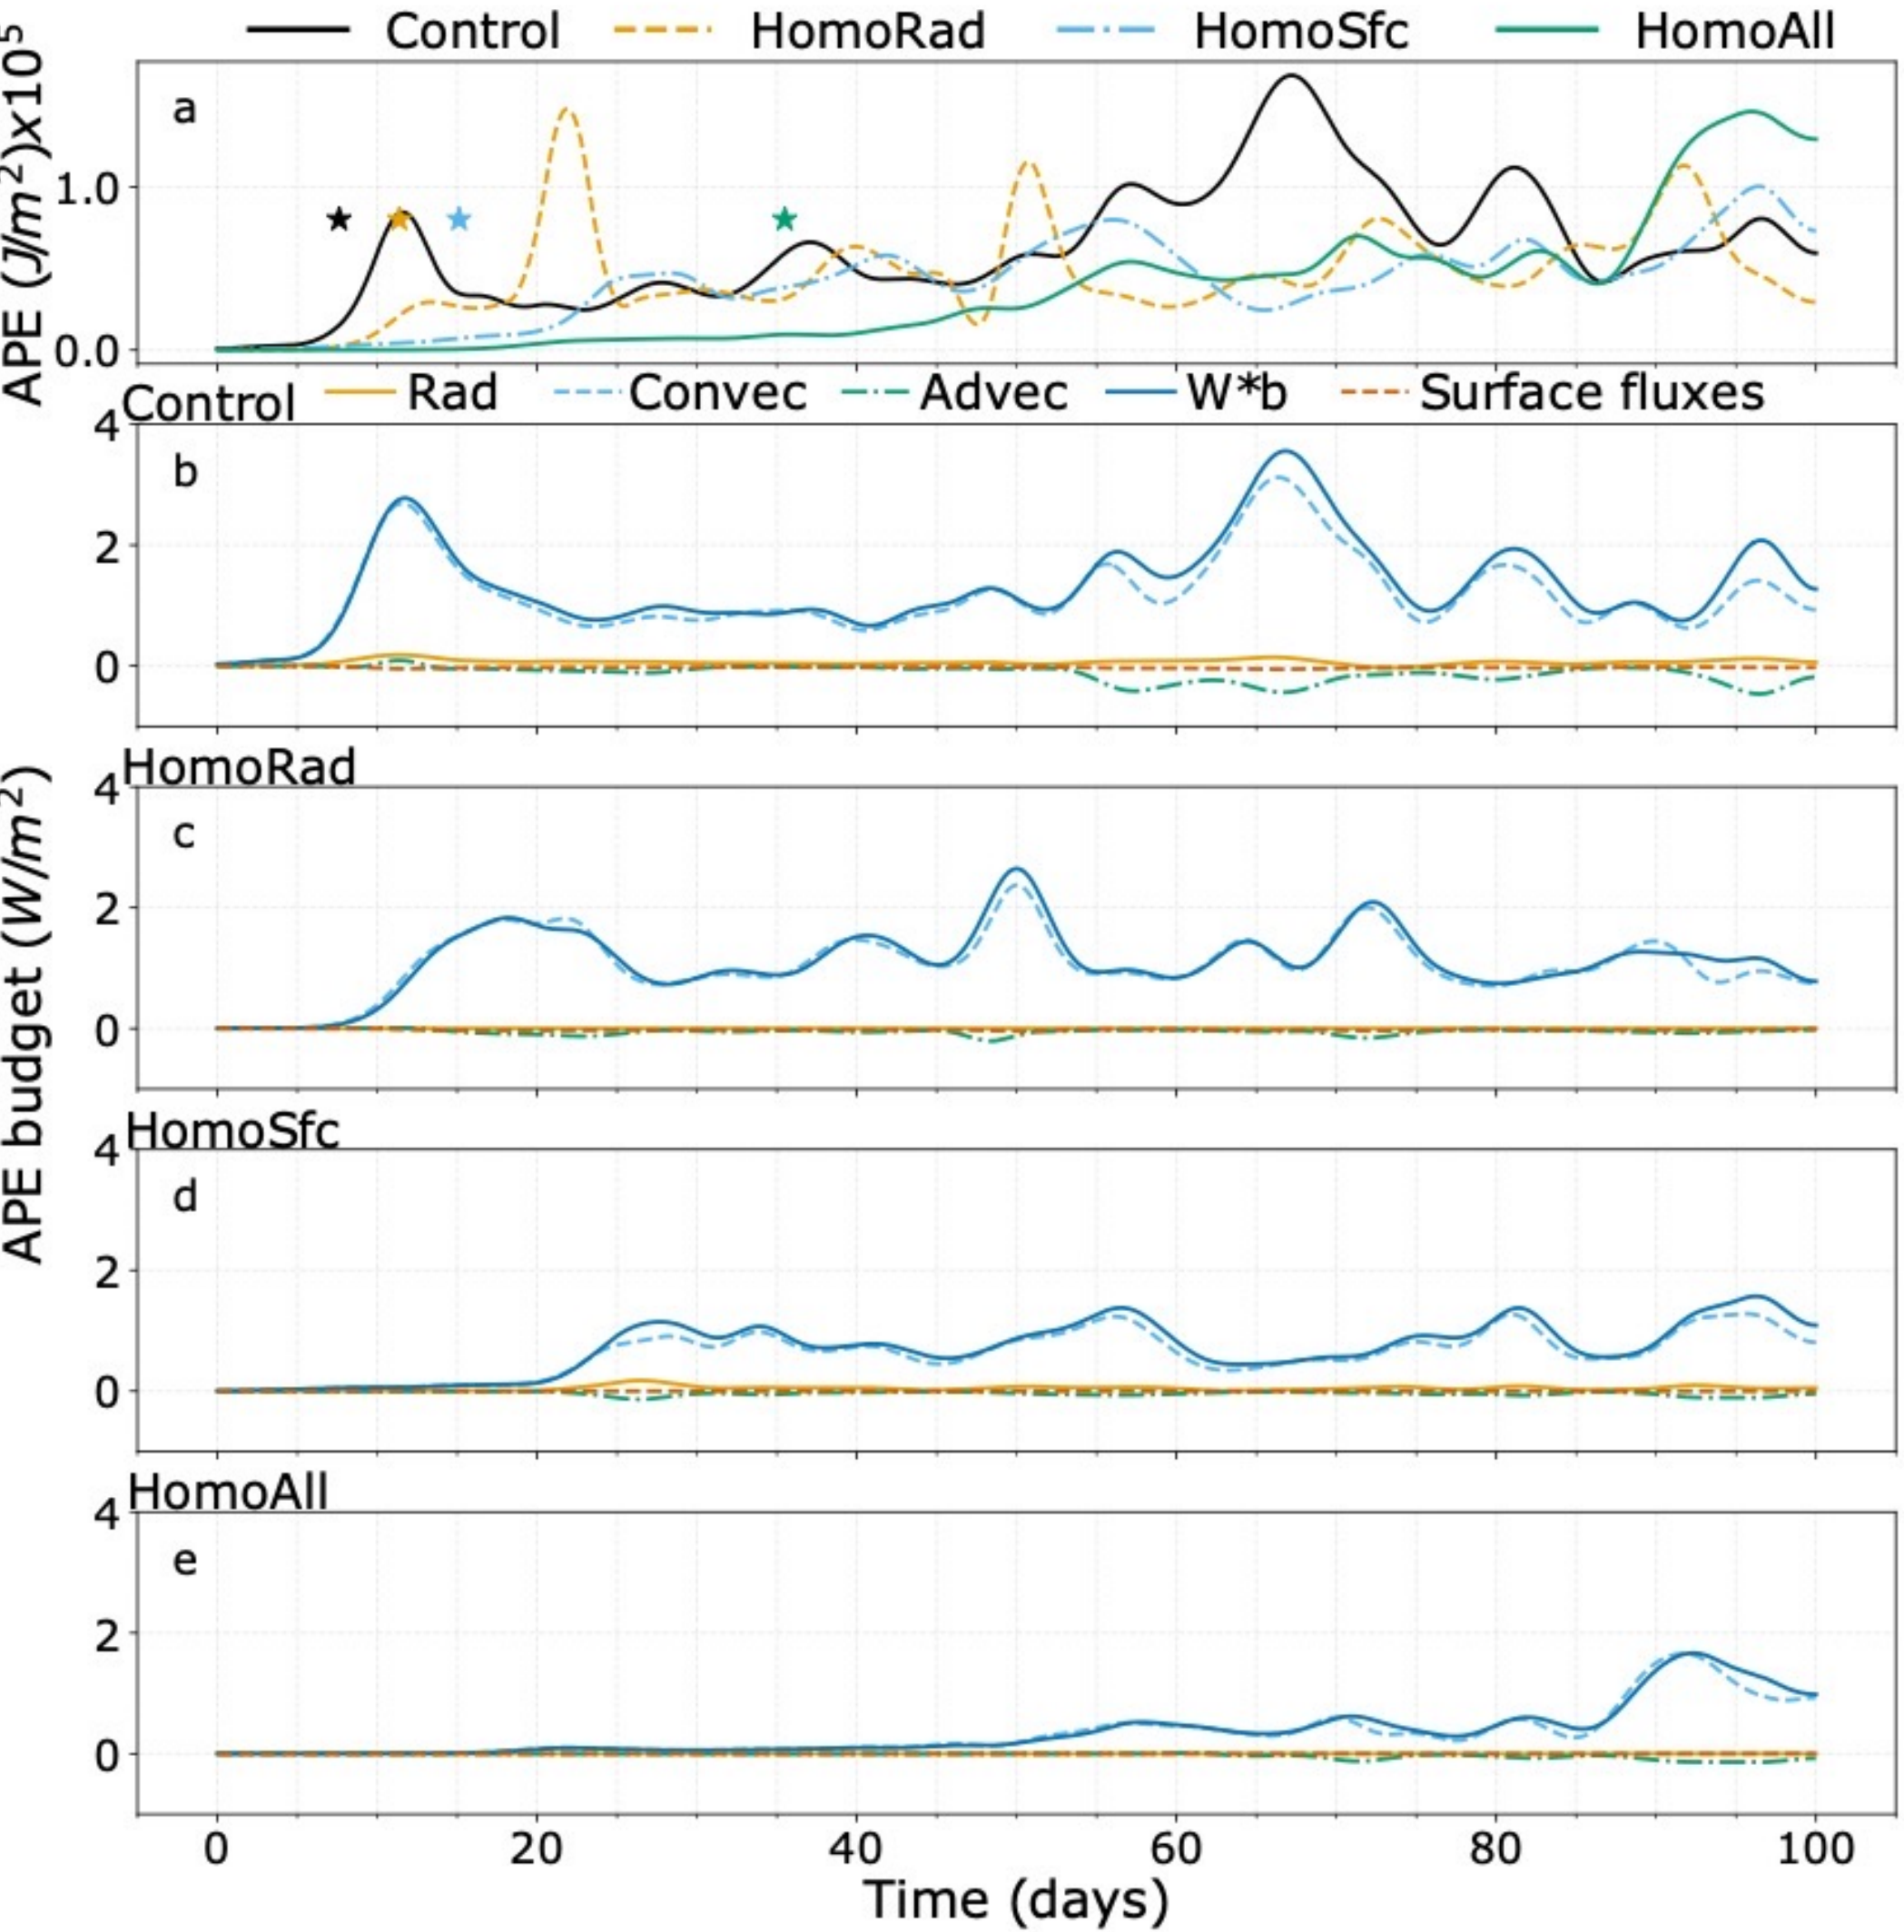 Control HomoRad HomoSfc HomoAll
APE (J/m²)x10⁵
a
1.0
0.0
Control Rad Convec Advec W*b Surface fluxes
4
b
2
0
APE budget (W/m²)
HomoRad
4
c
2
0
HomoSfc
4
d
2
0
HomoAll
4
e
2
0
0 20 40 60 80 100
Time (days)